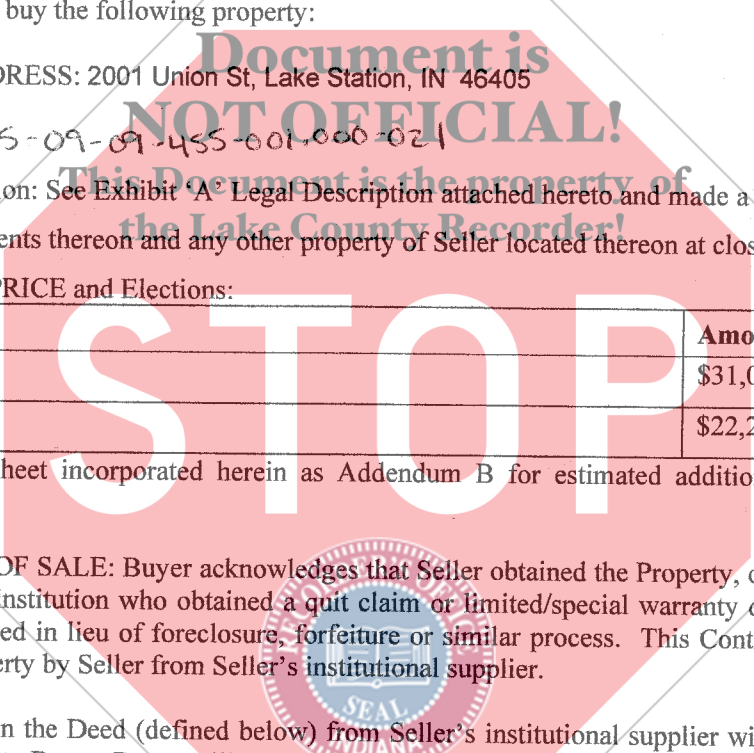 buy the following property:
Document is
DRESS: 2001 Union St, Lake Station, IN 46405
NOT OFFICIAL!
5-09-09-455-001.000-021
This Document is the property of
on: See Exhibit ‘A’ Legal Description attached hereto and made a
the Lake County Recorder!
ents thereon and any other property of Seller located thereon at clos
PRICE and Elections:
Amo
$31,0
$22,2
STOP
heet incorporated herein as Addendum B for estimated additio
OF SALE: Buyer acknowledges that Seller obtained the Property, o
institution who obtained a quit claim or limited/special warranty
ed in lieu of foreclosure, forfeiture or similar process. This Cont
erty by Seller from Seller’s institutional supplier.
SEAL
n the Deed (defined below) from Seller’s institutional supplier wi
INDIANA